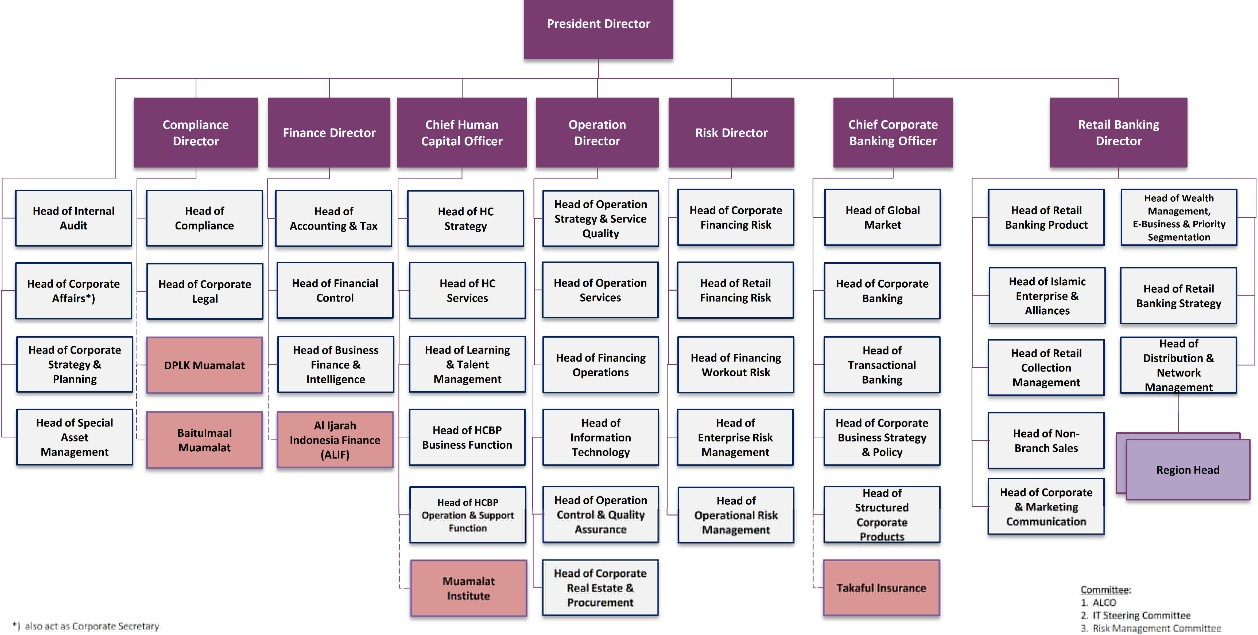 President Director
Compliance
Director
Finance Director
Chief Human
Capital Officer
Operation
Director
Risk Director
Chief Corporate
Banking Officer
Retail Banking
Director
Head of Internal
Audit
Head of Corporate
Affairs*)
Head of Corporate
Strategy &
Planning
Head of Special
Asset
Management
Head of
Compliance
Head of Corporate
Legal
DPLK Muamalat
Baitulmaal
Muamalat
Head of
Accounting & Tax
Head of Financial
Control
Head of Business
Finance &
Intelligence
Al Ijarah
Indonesia Finance
(ALIF)
Head of HC
Strategy
Head of HC
Services
Head of Learning
& Talent
Management
Head of HCBP
Business Function
Head of HCBP
Operation & Support
Function
Muamalat
Institute
Head of Operation
Strategy & Service
Quality
Head of Operation
Services
Head of Financing
Operations
Head of
Information
Technology
Head of Operation
Control & Quality
Assurance
Head of Corporate
Real Estate &
Procurement
Head of Corporate
Financing Risk
Head of Retail
Financing Risk
Head of Financing
Workout Risk
Head of
Enterprise Risk
Management
Head of
Operational Risk
Management
Head of Global
Market
Head of Corporate
Banking
Head of
Transactional
Banking
Head of Corporate
Business Strategy
& Policy
Head of
Structured
Corporate
Products
Takaful Insurance
Head of Retail
Banking Product
Head of Islamic
Enterprise &
Alliances
Head of Retail
Collection
Management
Head of Non-
Branch Sales
Head of Corporate
& Marketing
Communication
Head of Wealth
Management,
E-Business & Priority
Segmentation
Head of Retail
Banking Strategy
Head of
Distribution &
Network
Management
Region Head
*) also act as Corporate Secretary
Committee:
1. ALCO
2. IT Steering Committee
3. Risk Management Committee